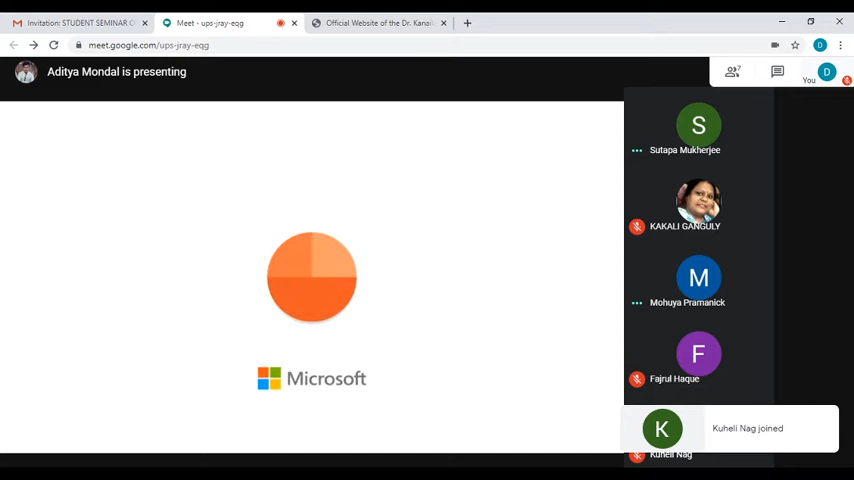 Invitation: STUDENT SEMINAR O
Meet - ups-jray-eqg
Official Website of the Dr. Kanaila
meet.google.com/ups-jray-eqg
D
Aditya Mondal is presenting
7
You
D
S
Sutapa Mukherjee
KAKALI GANGULY
M
Mohuya Pramanick
F
Fajrul Haque
Microsoft
K
Kuheli Nag joined
Kuheli Nag